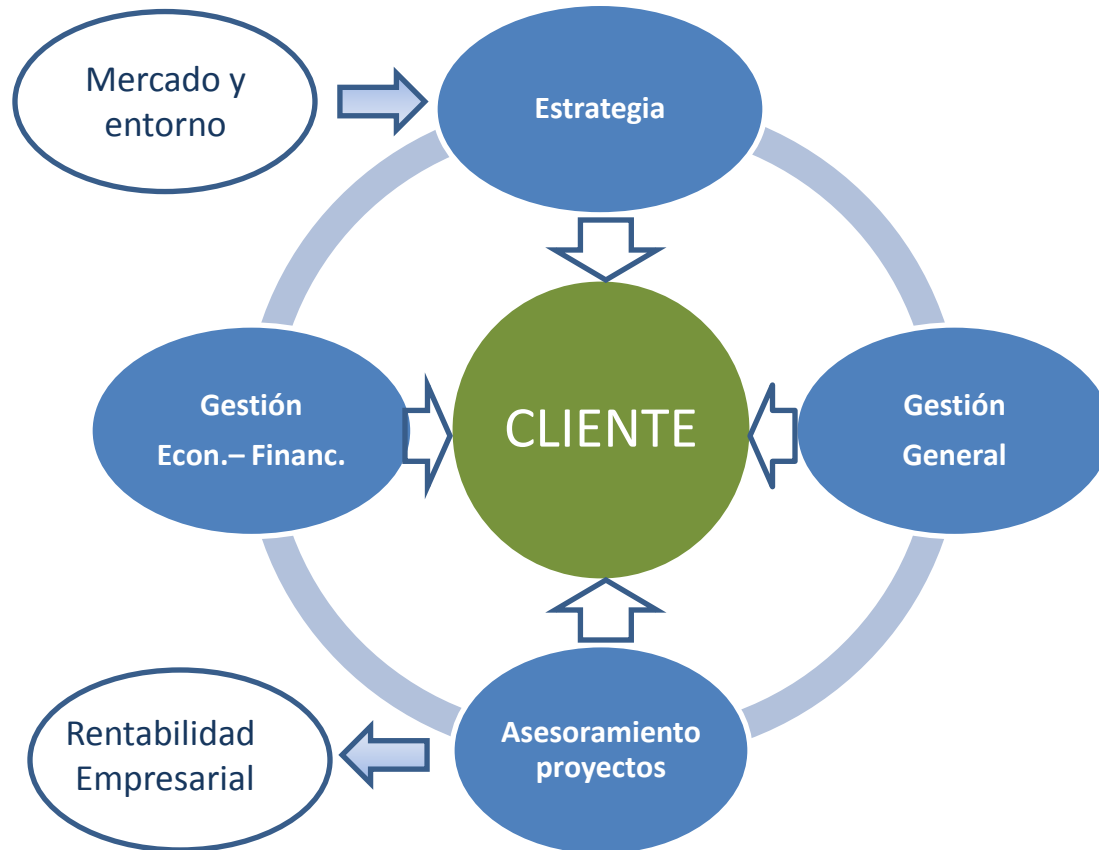 Mercado y
entorno
Estrategia
Gestión
Econ.– Financ.
CLIENTE
Gestión
General
Asesoramiento
proyectos
Rentabilidad
Empresarial